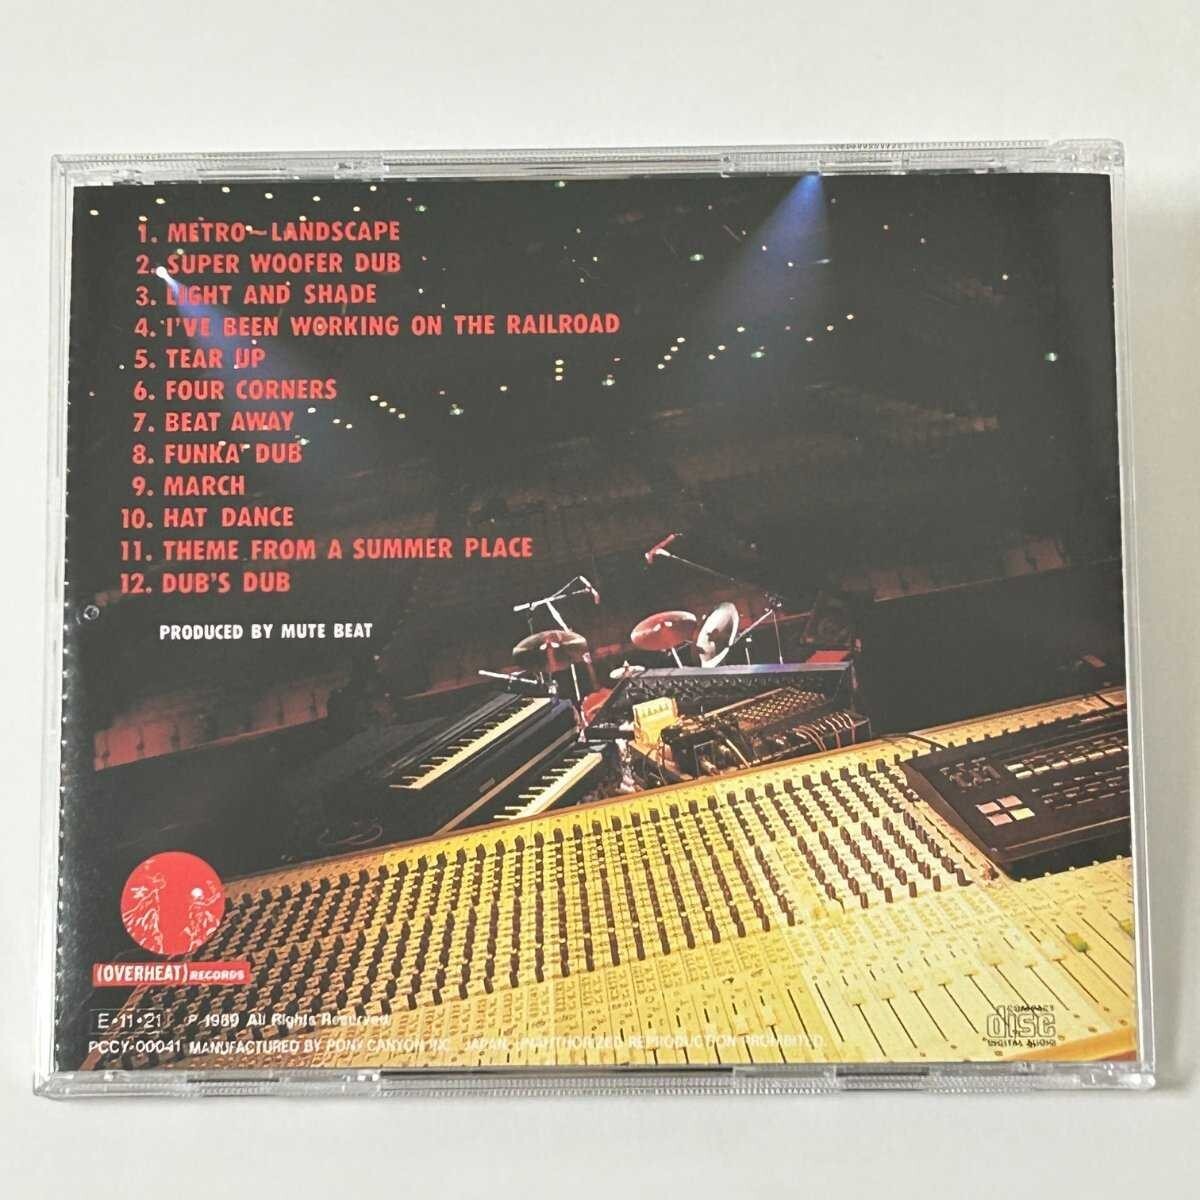 1. METRO~LANDSCAPE
2. SUPER WOOFER DUB
3. LIGHT AND SHADE
4. I'VE BEEN WORKING ON THE RAILROAD
5. TEAR UP
6. FOUR CORNERS
7. BEAT AWAY
8. FUNKA DUB
9. MARCH
10. HAT DANCE
11. THEME FROM A SUMMER PLACE
12. DUB'S DUB
PRODUCED BY MUTE BEAT
(OVERHEAT) RECORDS
E•11•21 P 1989 All Rights Reserved.
PCCY-00041 MANUFACTURED BY PONY CANYON INC. JAPAN. UNAUTHORIZED REPRODUCTION PROHIBITED.
COMPACT
disc
DIGITAL AUDIO